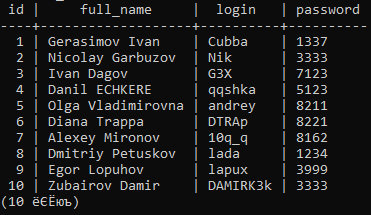 id | full_name | login | password
----+--------------------+---------+----------
1 | Gerasimov Ivan | Cubba | 1337
2 | Nicolay Garbuzov | Nik | 3333
3 | Ivan Dagov | G3X | 7123
4 | Danil ECHKERE | qqshka | 5123
5 | Olga Vladimirovna | andrey | 8211
6 | Diana Trappa | DTRAp | 8221
7 | Alexey Mironov | 10q_q | 8162
8 | Dmitriy Petuskov | lada | 1234
9 | Egor Lopuhov | lapux | 3999
10 | Zubairov Damir | DAMIRK3k | 3333
(10 ёЄЁюъ)